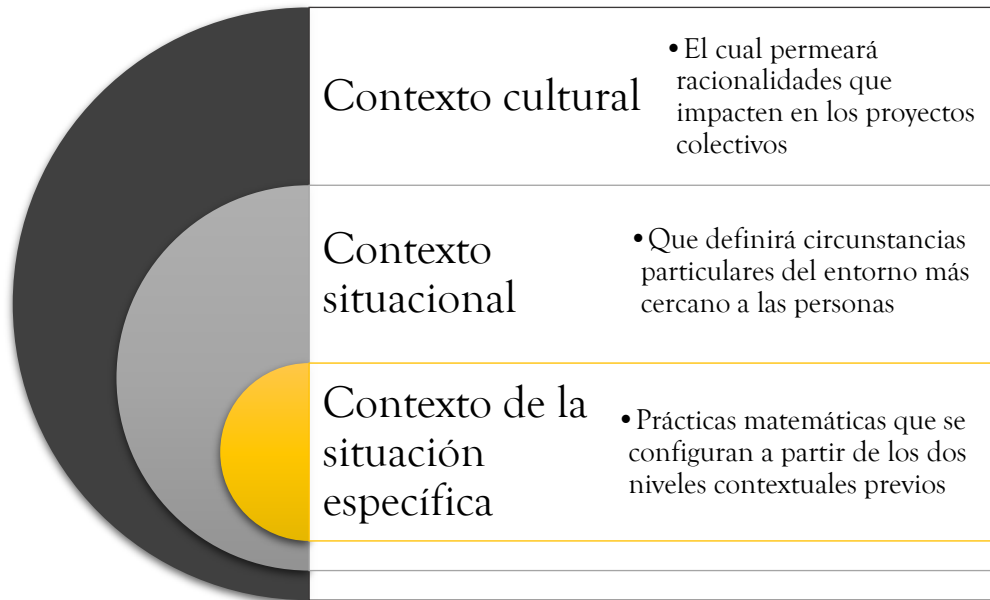 Contexto cultural
• El cual permeará
racionalidades que
impacten en los proyectos
colectivos
Contexto
situacional
• Que definirá circunstancias
particulares del entorno más
cercano a las personas
Contexto de la
situación
específica
• Prácticas matemáticas que se
configuran a partir de los dos
niveles contextuales previos